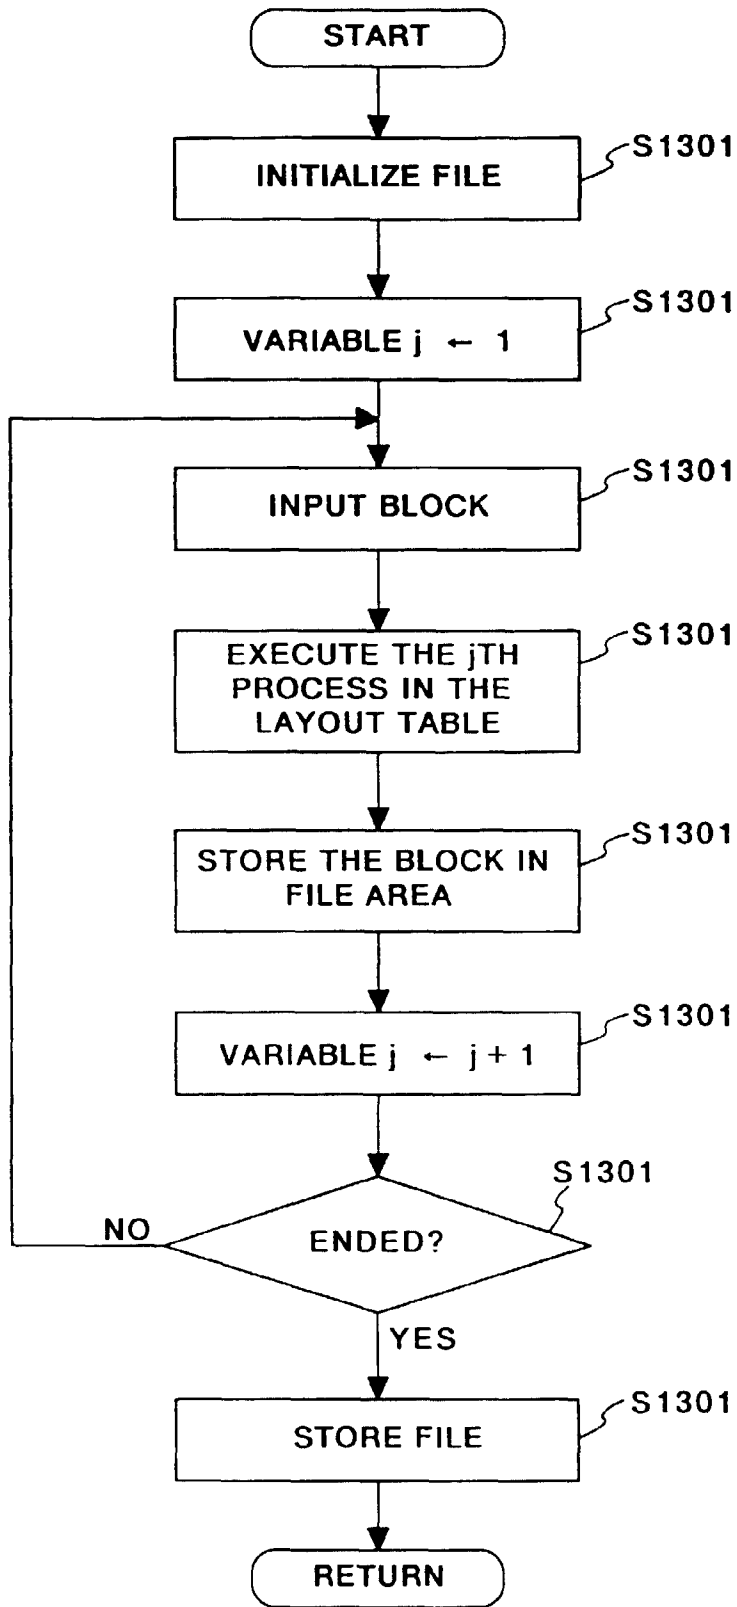 START
INITIALIZE FILE
S1301
VARIABLE j ← 1
S1301
INPUT BLOCK
S1301
EXECUTE THE jTH
PROCESS IN THE
LAYOUT TABLE
S1301
STORE THE BLOCK IN
FILE AREA
S1301
VARIABLE j ← j + 1
S1301
ENDED?
S1301
NO
YES
STORE FILE
S1301
RETURN